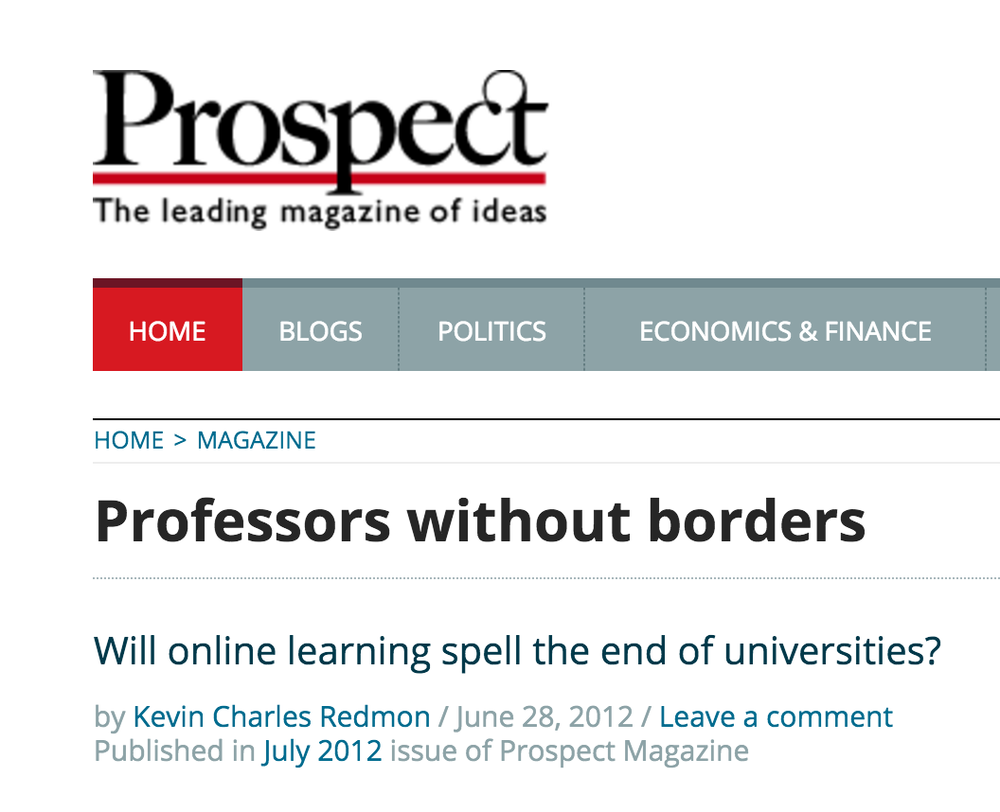 Prospect
The leading magazine of ideas
HOME BLOGS POLITICS ECONOMICS & FINANCE
HOME > MAGAZINE
Professors without borders
Will online learning spell the end of universities?
by Kevin Charles Redmon / June 28, 2012 / Leave a comment
Published in July 2012 issue of Prospect Magazine